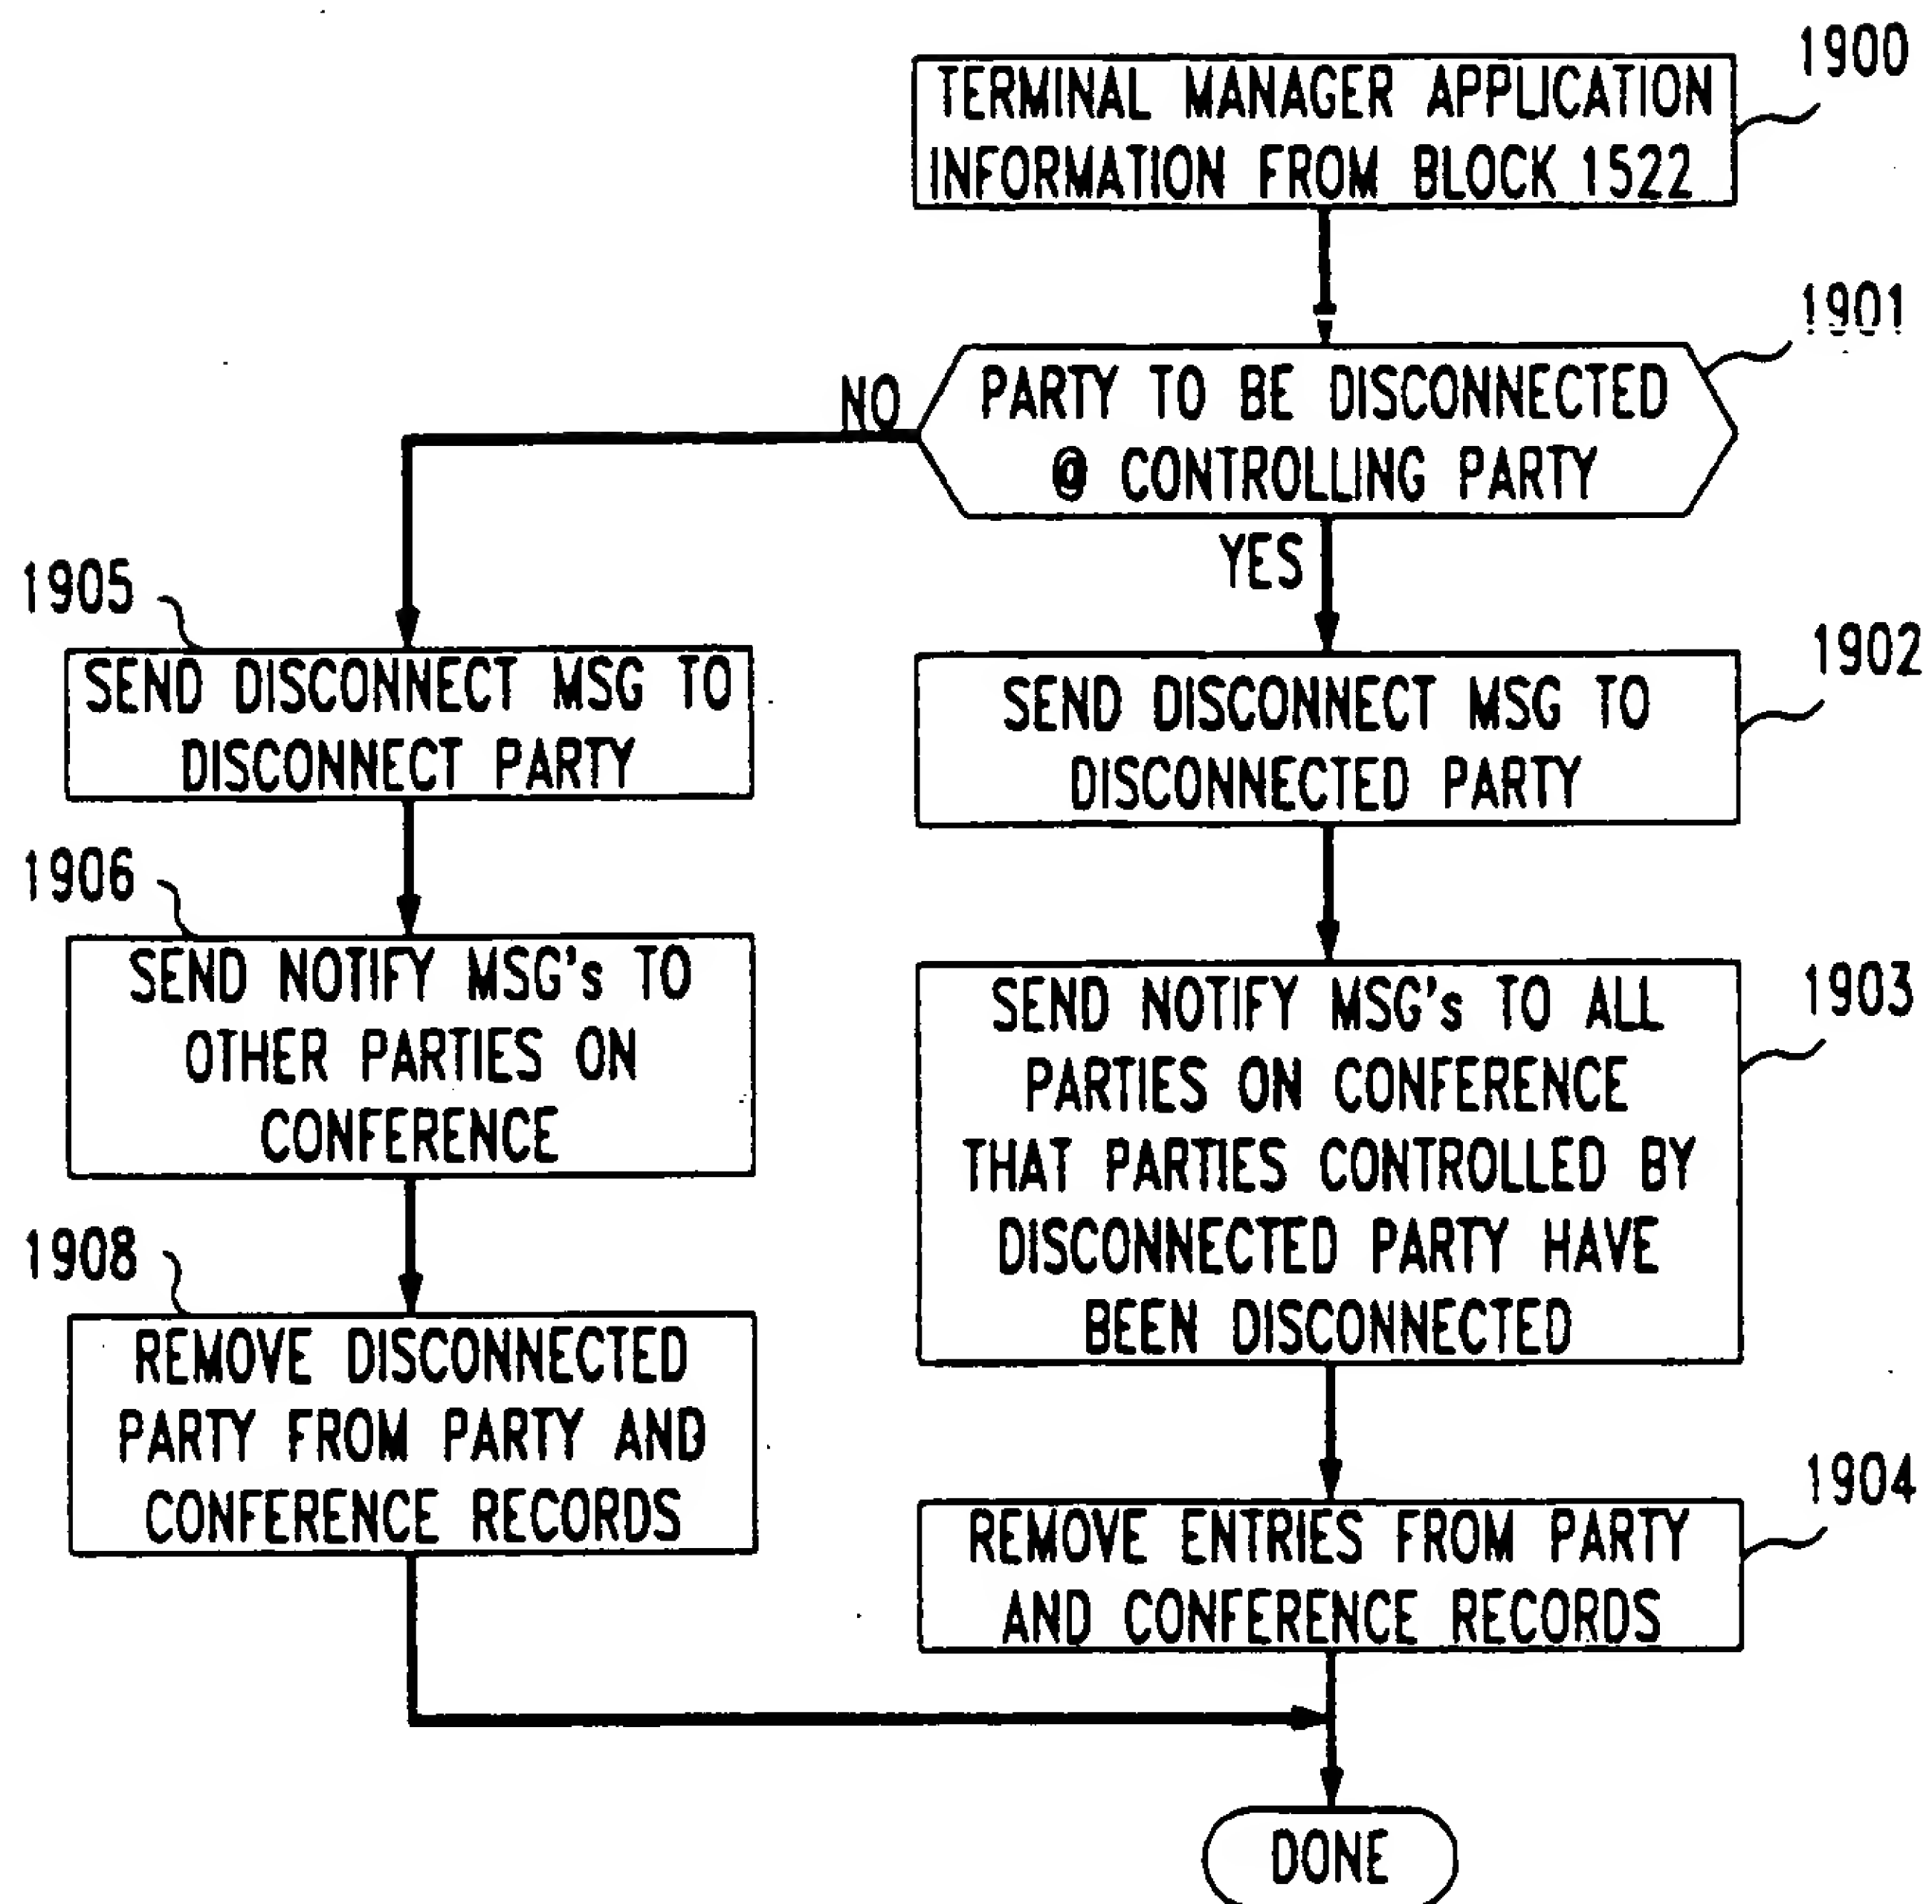 1900
TERMINAL MANAGER APPLICATION
INFORMATION FROM BLOCK 1522
1901
PARTY TO BE DISCONNECTED
@ CONTROLLING PARTY
NO
YES
1905
SEND DISCONNECT MSG TO
DISCONNECT PARTY
1902
SEND DISCONNECT MSG TO
DISCONNECTED PARTY
1906
SEND NOTIFY MSG's TO
OTHER PARTIES ON
CONFERENCE
1903
SEND NOTIFY MSG's TO ALL
PARTIES ON CONFERENCE
THAT PARTIES CONTROLLED BY
DISCONNECTED PARTY HAVE
BEEN DISCONNECTED
1908
REMOVE DISCONNECTED
PARTY FROM PARTY AND
CONFERENCE RECORDS
1904
REMOVE ENTRIES FROM PARTY
AND CONFERENCE RECORDS
DONE